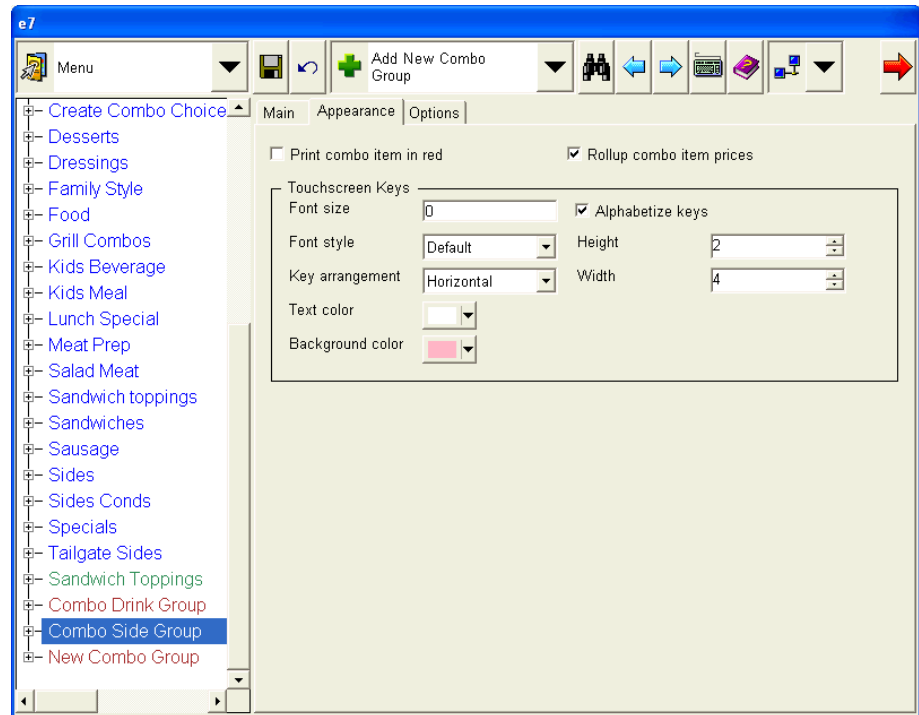 e7
Menu
Add New Combo
Group
Create Combo Choice
Desserts
Dressings
Family Style
Food
Grill Combos
Kids Beverage
Kids Meal
Lunch Special
Meat Prep
Salad Meat
Sandwich toppings
Sandwiches
Sausage
Sides
Sides Conds
Specials
Tailgate Sides
Sandwich Toppings
Combo Drink Group
Combo Side Group
New Combo Group
Main Appearance Options
Print combo item in red Rollup combo item prices
Touchscreen Keys
Font size 0 Alphabetize keys
Font style Default Height 2
Key arrangement Horizontal Width 4
Text color
Background color